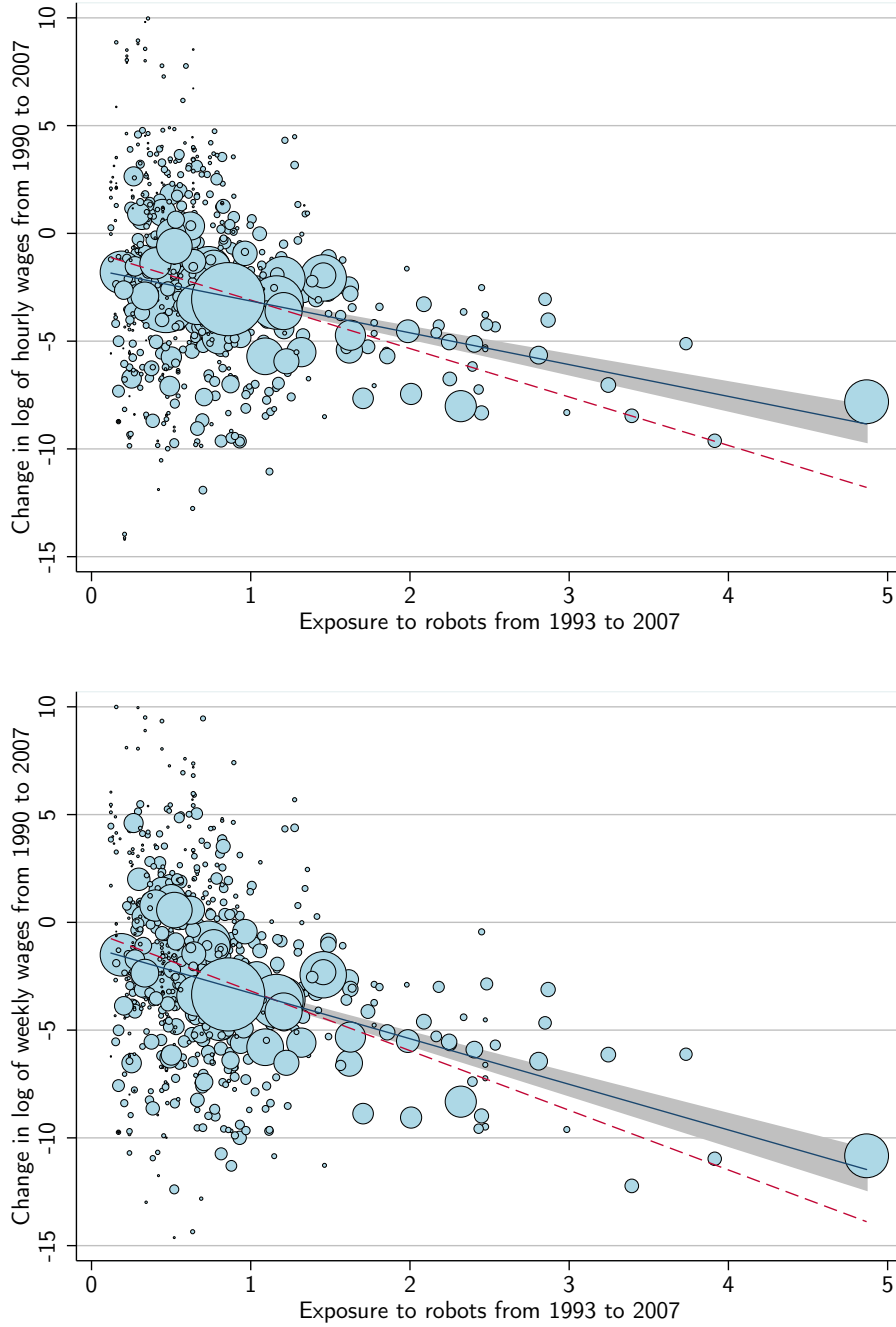 Change in log of hourly wages from 1990 to 2007
10
5
0
-5
-10
-15
0 1 2 3 4 5
Exposure to robots from 1993 to 2007
Change in log of weekly wages from 1990 to 2007
10
5
0
-5
-10
-15
0 1 2 3 4 5
Exposure to robots from 1993 to 2007